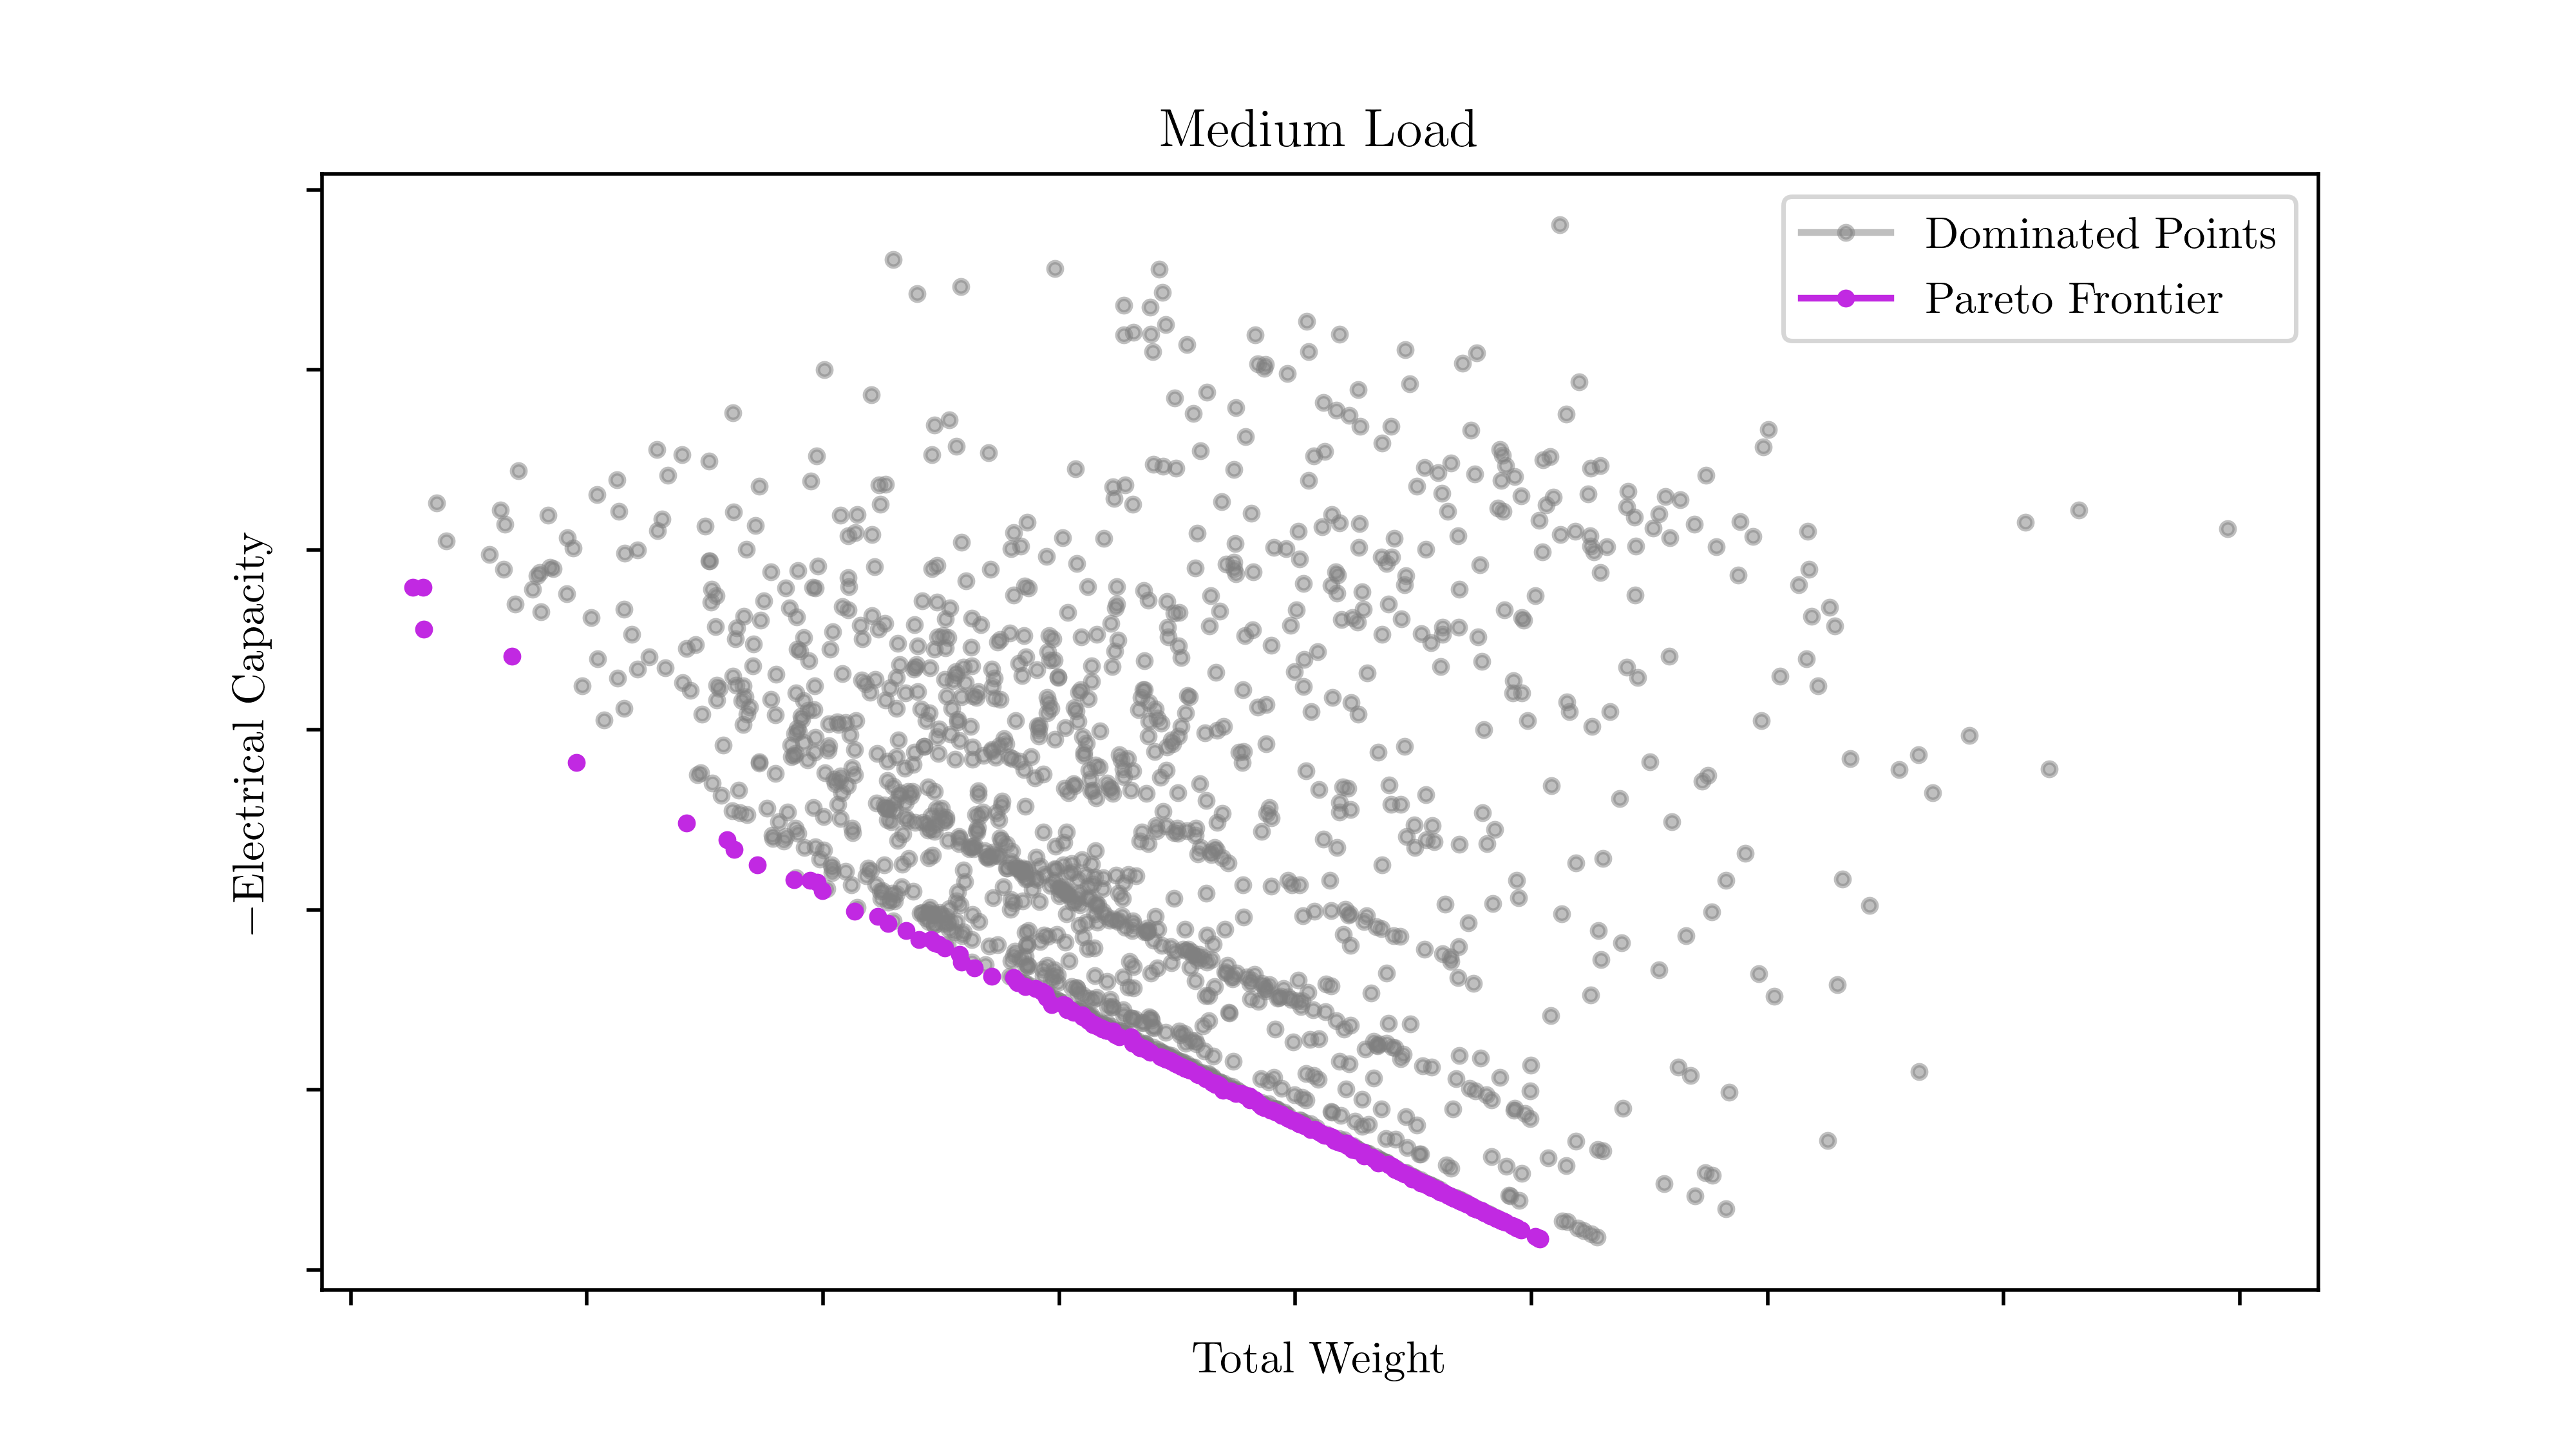 Medium Load
Dominated Points
Pareto Frontier
−Electrical Capacity
Total Weight